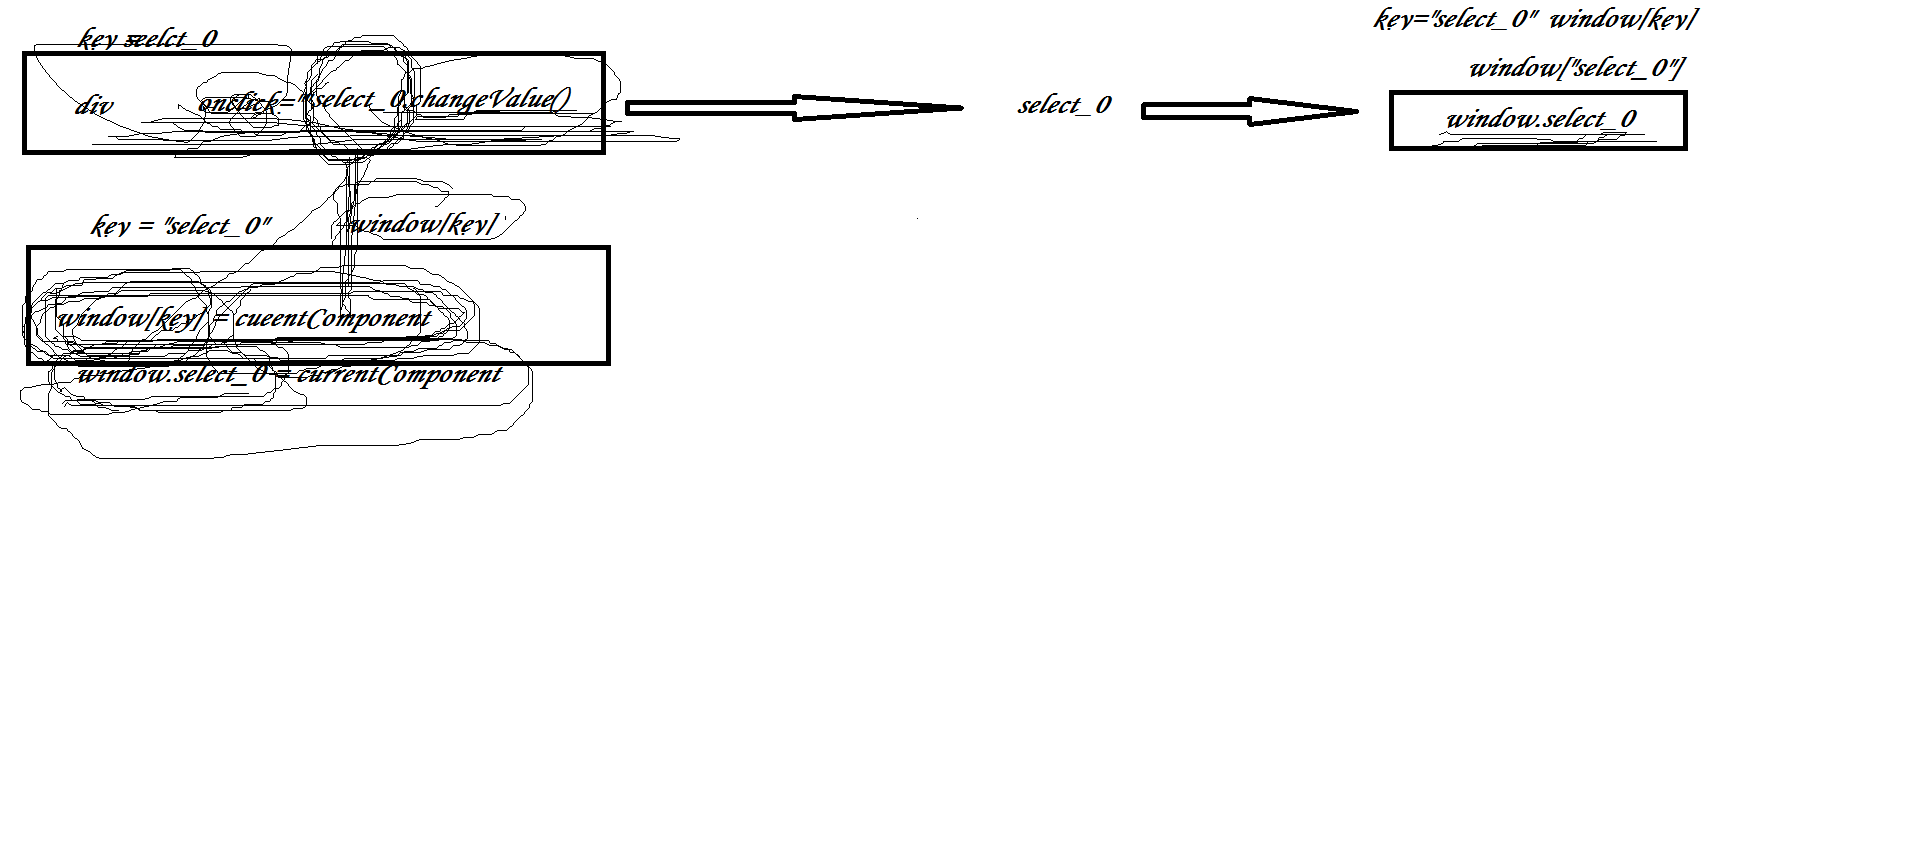 key = seelct_0
div onclick="select_0.changeValue()
key = "select_0"
window[key]
window[key] = cueentComponent
window.select_0 = currentComponent
select_0
key="select_0" window[key]
window["select_0"]
window.select_0